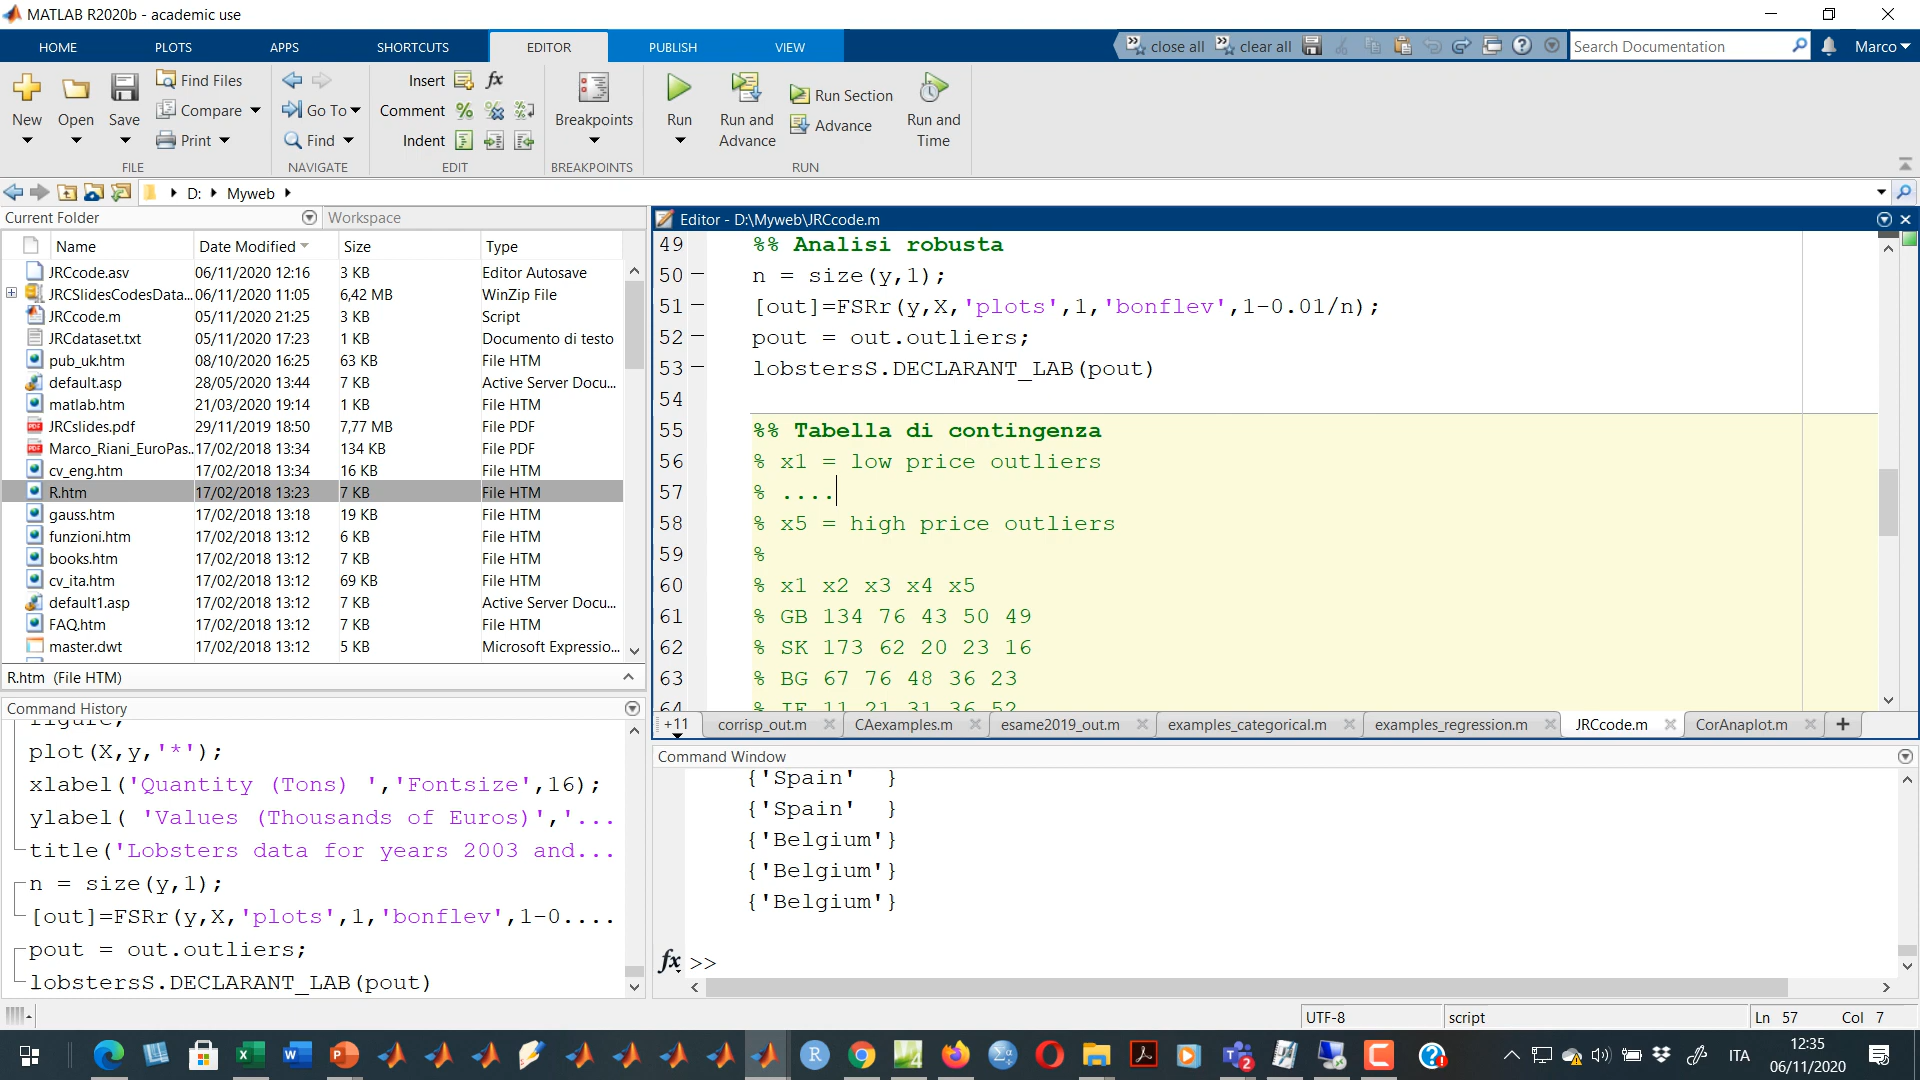 MATLAB R2020b - academic use
HOME PLOTS APPS SHORTCUTS EDITOR PUBLISH VIEW close all clear all Search Documentation Marco
New Open Save Find Files Compare Print
Go To Find
Insert Comment Indent
Breakpoints Run Run and Advance Run Section Advance Run and Time
FILE NAVIGATE EDIT BREAKPOINTS RUN
D: Myweb
Current Folder Workspace
Name Date Modified Size Type
JRCcode.asv 06/11/2020 12:16 3 KB Editor Autosave
JRCSlidesCodesData... 06/11/2020 11:05 6,42 MB WinZip File
JRCcode.m 05/11/2020 21:25 3 KB Script
JRCdataset.txt 05/11/2020 17:23 1 KB Documento di testo
pub_uk.htm 08/10/2020 16:25 63 KB File HTM
default.asp 28/05/2020 13:44 7 KB Active Server Docu...
matlab.htm 21/03/2020 19:14 1 KB File HTM
JRCslides.pdf 29/11/2019 18:50 7,77 MB File PDF
Marco_Riani_EuroPas.. 17/02/2018 13:34 134 KB File PDF
cv_eng.htm 17/02/2018 13:34 16 KB File HTM
R.htm 17/02/2018 13:23 7 KB File HTM
gauss.htm 17/02/2018 13:18 19 KB File HTM
funzioni.htm 17/02/2018 13:12 6 KB File HTM
books.htm 17/02/2018 13:12 7 KB File HTM
cv_ita.htm 17/02/2018 13:12 69 KB File HTM
default1.asp 17/02/2018 13:12 7 KB Active Server Docu...
FAQ.htm 17/02/2018 13:12 7 KB File HTM
master.dwt 17/02/2018 13:12 5 KB Microsoft Expressio...
R.htm (File HTM)
Command History
figure;
plot(X,y,'*');
xlabel('Quantity (Tons) ','Fontsize',16);
ylabel( 'Values (Thousands of Euros)','...
title('Lobsters data for years 2003 and...
n = size(y,1);
[out]=FSRr(y,X,'plots',1,'bonflev',1-0....
pout = out.outliers;
lobstersS.DECLARANT_LAB(pout)
Editor - D:\Myweb\JRCcode.m
49 %% Analisi robusta
50 – n = size(y,1);
51 – [out]=FSRr(y,X,'plots',1,'bonflev',1-0.01/n);
52 – pout = out.outliers;
53 – lobstersS.DECLARANT_LAB(pout)
54
55 %% Tabella di contingenza
56 % x1 = low price outliers
57 % ....
58 % x5 = high price outliers
59 %
60 % x1 x2 x3 x4 x5
61 % GB 134 76 43 50 49
62 % SK 173 62 20 23 16
63 % BG 67 76 48 36 23
64 % IE 11 21 31 36 52
+11 corrisp_out.m CAexamples.m esame2019_out.m examples_categorical.m examples_regression.m JRCcode.m CorAnaplot.m +
Command Window
{'Spain' }
{'Spain' }
{'Belgium'}
{'Belgium'}
{'Belgium'}
fx >>
UTF-8 script Ln 57 Col 7
ITA 12:35
06/11/2020